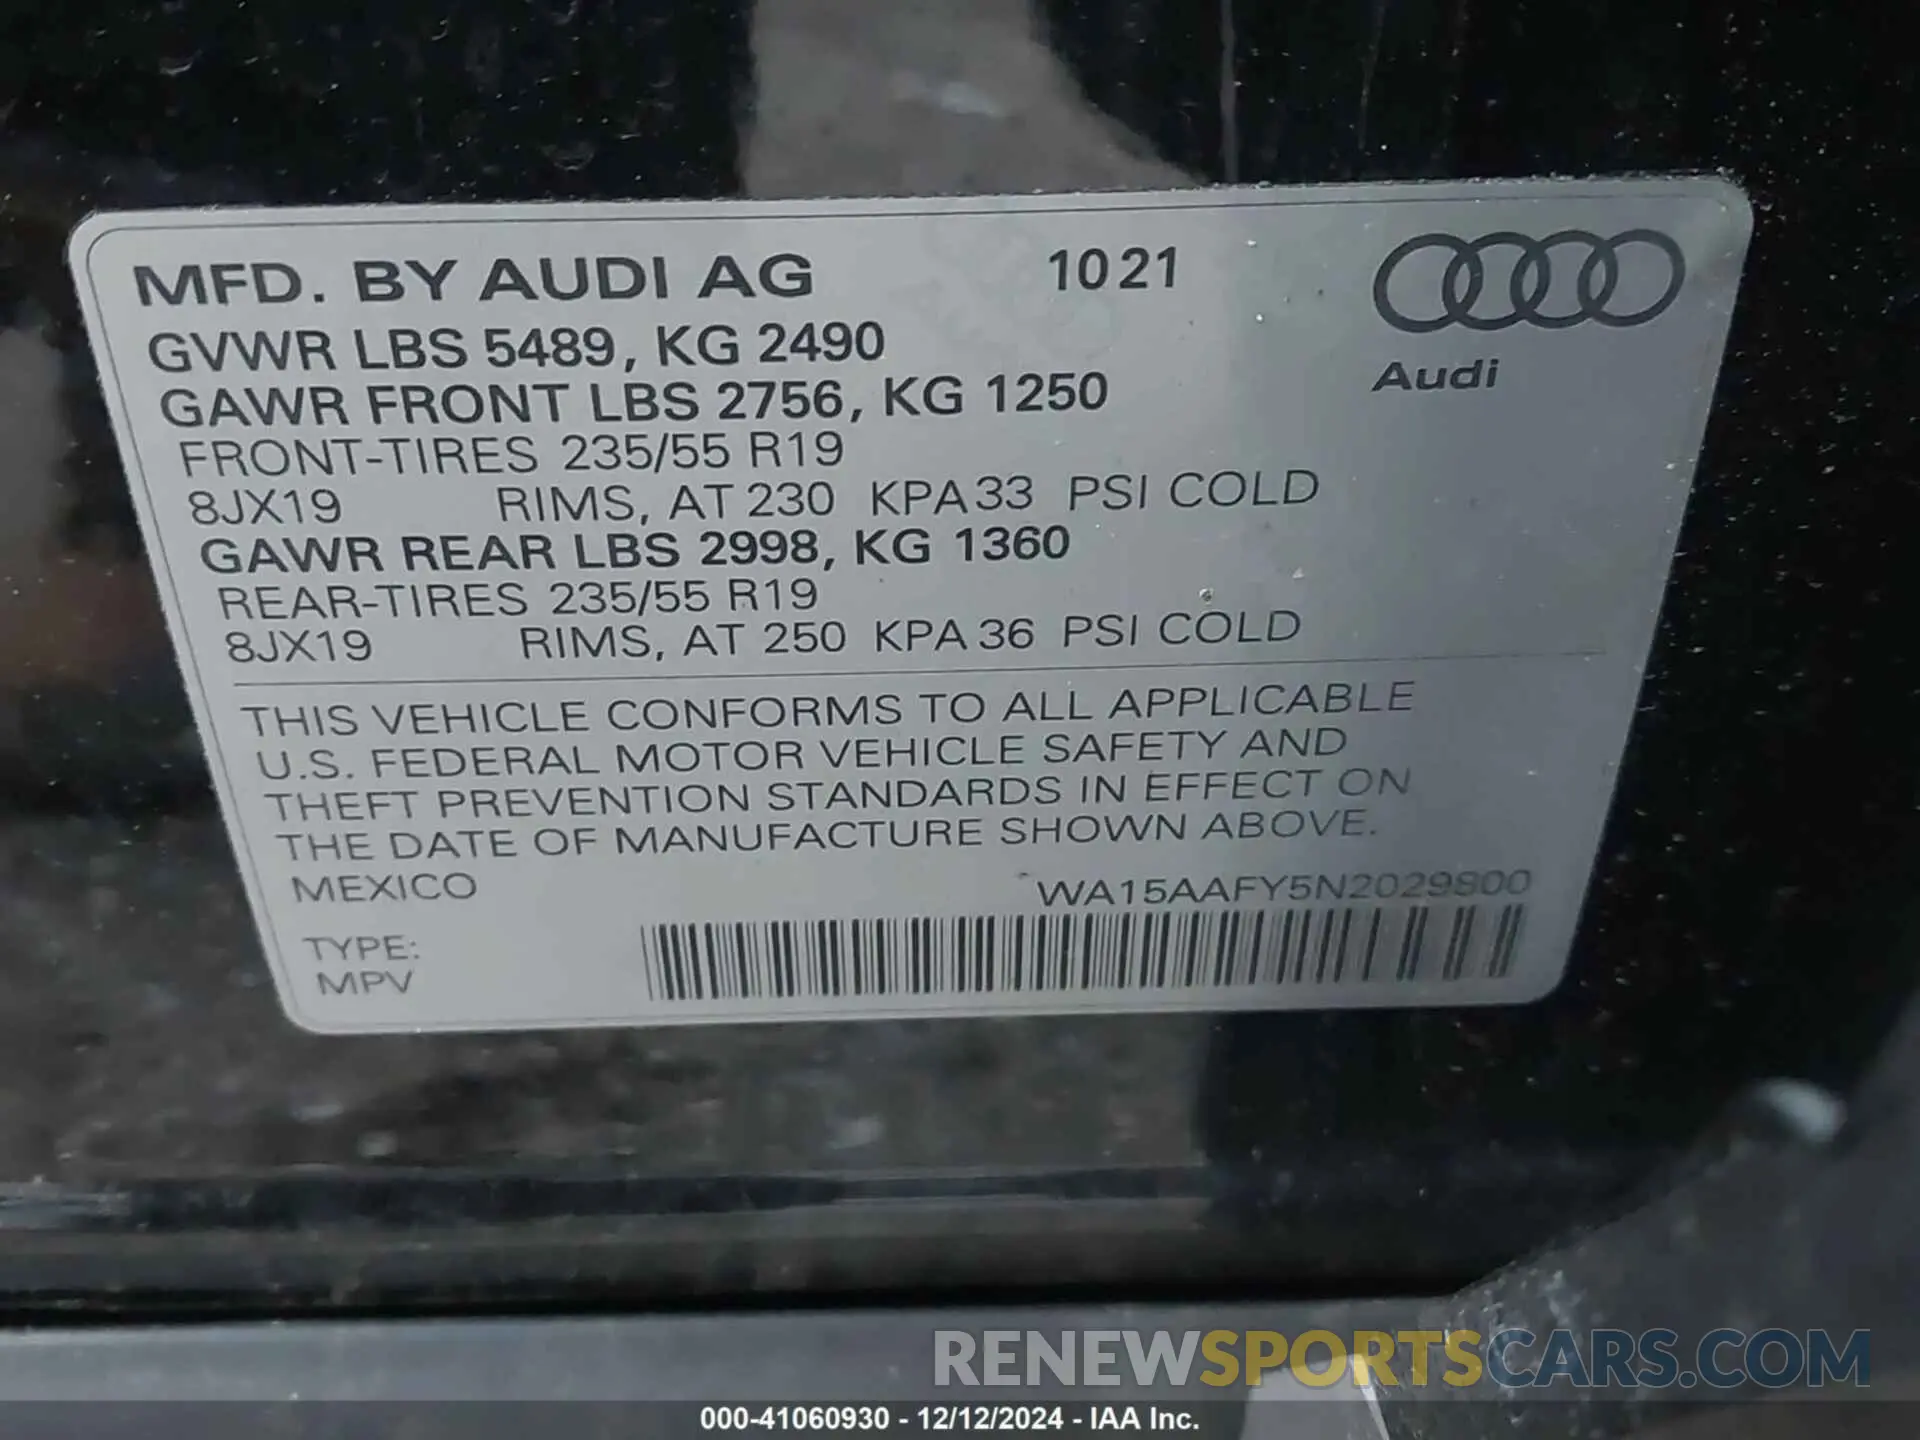 MFD. BY AUDI AG 10 21
GVWR LBS 5489, KG 2490
GAWR FRONT LBS 2756, KG 1250
Audi
FRONT-TIRES 235/55 R19
8JX19 RIMS, AT 230 KPA 33 PSI COLD
GAWR REAR LBS 2998, KG 1360
REAR-TIRES 235/55 R19
8JX19 RIMS, AT 250 KPA 36 PSI COLD
THIS VEHICLE CONFORMS TO ALL APPLICABLE
U.S. FEDERAL MOTOR VEHICLE SAFETY AND
THEFT PREVENTION STANDARDS IN EFFECT ON
THE DATE OF MANUFACTURE SHOWN ABOVE.
MEXICO WA15AAFY5N2029800
TYPE:
MPV
RENEWSPORTSCARS.COM
000-41060930 - 12/12/2024 - IAA Inc.